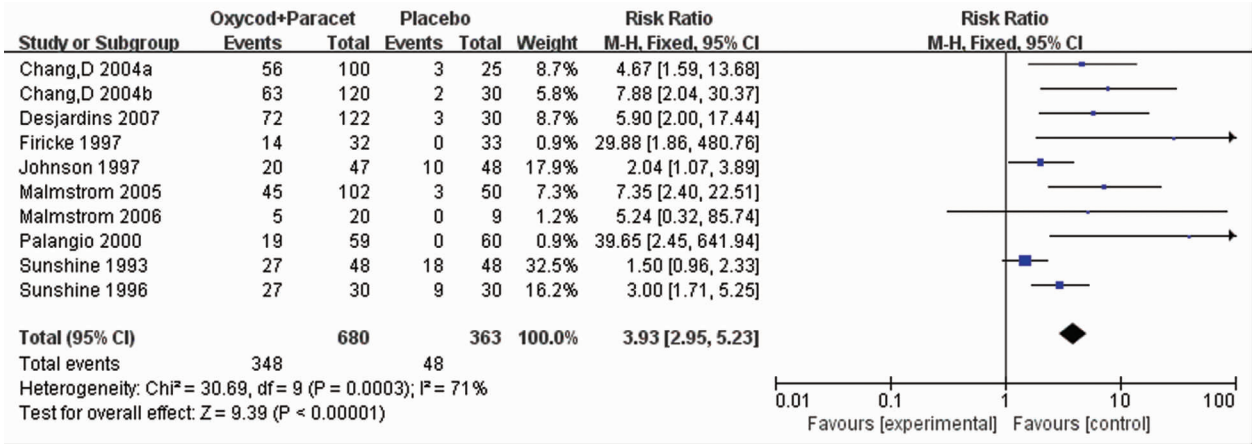 Oxycod+Paracet Placebo Risk Ratio Risk Ratio
Study or Subgroup Events Total Events Total Weight M-H, Fixed, 95% CI M-H, Fixed, 95% CI
Chang,D 2004a 56 100 3 25 8.7% 4.67 [1.59, 13.68]
Chang,D 2004b 63 120 2 30 5.8% 7.88 [2.04, 30.37]
Desjardins 2007 72 122 3 30 8.7% 5.90 [2.00, 17.44]
Firicke 1997 14 32 0 33 0.9% 29.88 [1.86, 480.76]
Johnson 1997 20 47 10 48 17.9% 2.04 [1.07, 3.89]
Malmstrom 2005 45 102 3 50 7.3% 7.35 [2.40, 22.51]
Malmstrom 2006 5 20 0 9 1.2% 5.24 [0.32, 85.74]
Palangio 2000 19 59 0 60 0.9% 39.65 [2.45, 641.94]
Sunshine 1993 27 48 18 48 32.5% 1.50 [0.96, 2.33]
Sunshine 1996 27 30 9 30 16.2% 3.00 [1.71, 5.25]
Total (95% CI) 680 363 100.0% 3.93 [2.95, 5.23]
Total events 348 48
Heterogeneity: Chi² = 30.69, df = 9 (P = 0.0003); I² = 71%
Test for overall effect: Z = 9.39 (P < 0.00001)
0.01 0.1 1 10 100
Favours [experimental] Favours [control]